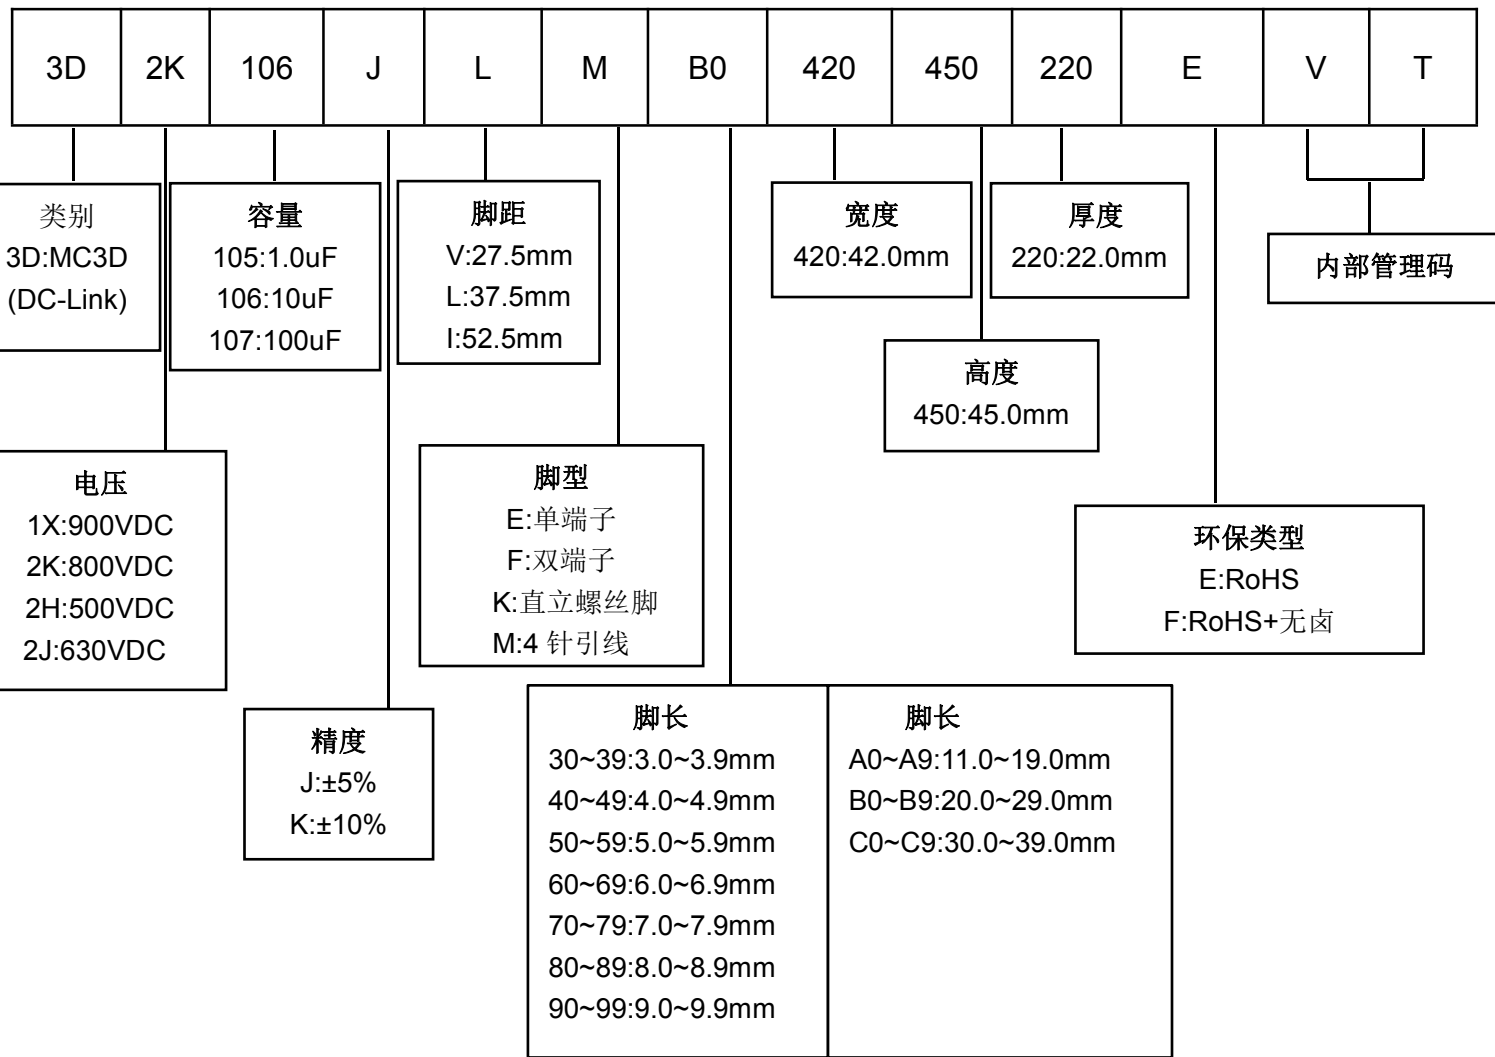 3D 2K 106 J L M B0 420 450 220 E V T
类别
3D:MC3D
(DC-Link)
容量
105:1.0uF
106:10uF
107:100uF
脚距
V:27.5mm
L:37.5mm
I:52.5mm
宽度
420:42.0mm
厚度
220:22.0mm
内部管理码
高度
450:45.0mm
电压
1X:900VDC
2K:800VDC
2H:500VDC
2J:630VDC
脚型
E:单端子
F:双端子
K:直立螺丝脚
M:4 针引线
环保类型
E:RoHS
F:RoHS+无卤
精度
J:±5%
K:±10%
脚长
30~39:3.0~3.9mm
40~49:4.0~4.9mm
50~59:5.0~5.9mm
60~69:6.0~6.9mm
70~79:7.0~7.9mm
80~89:8.0~8.9mm
90~99:9.0~9.9mm
脚长
A0~A9:11.0~19.0mm
B0~B9:20.0~29.0mm
C0~C9:30.0~39.0mm